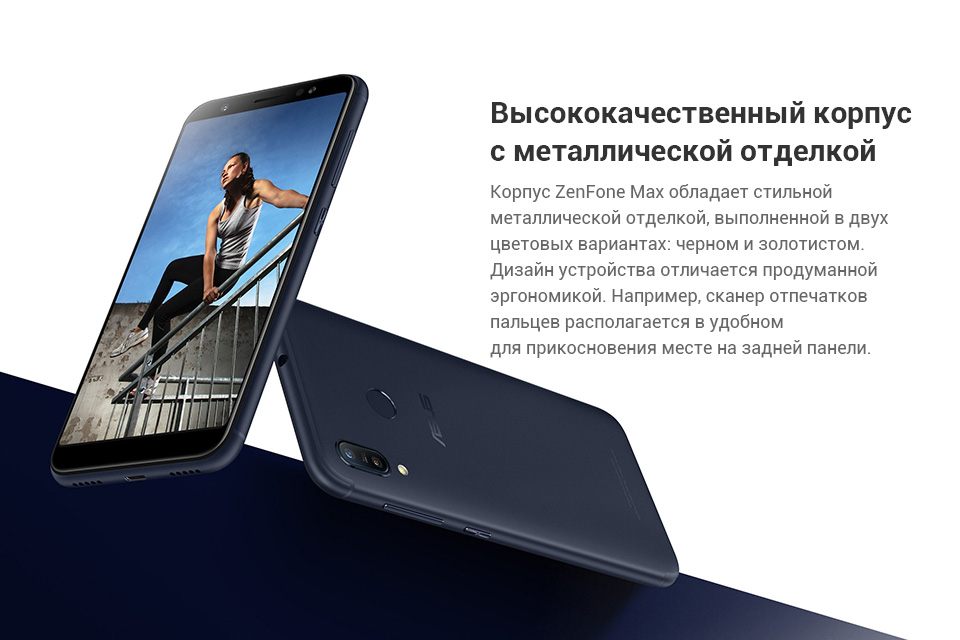 Высококачественный корпус
с металлической отделкой
Корпус ZenFone Max обладает стильной
металлической отделкой, выполненной в двух
цветовых вариантах: черном и золотистом.
Дизайн устройства отличается продуманной
эргономикой. Например, сканер отпечатков
пальцев располагается в удобном
для прикосновения месте на задней панели.
ASUS